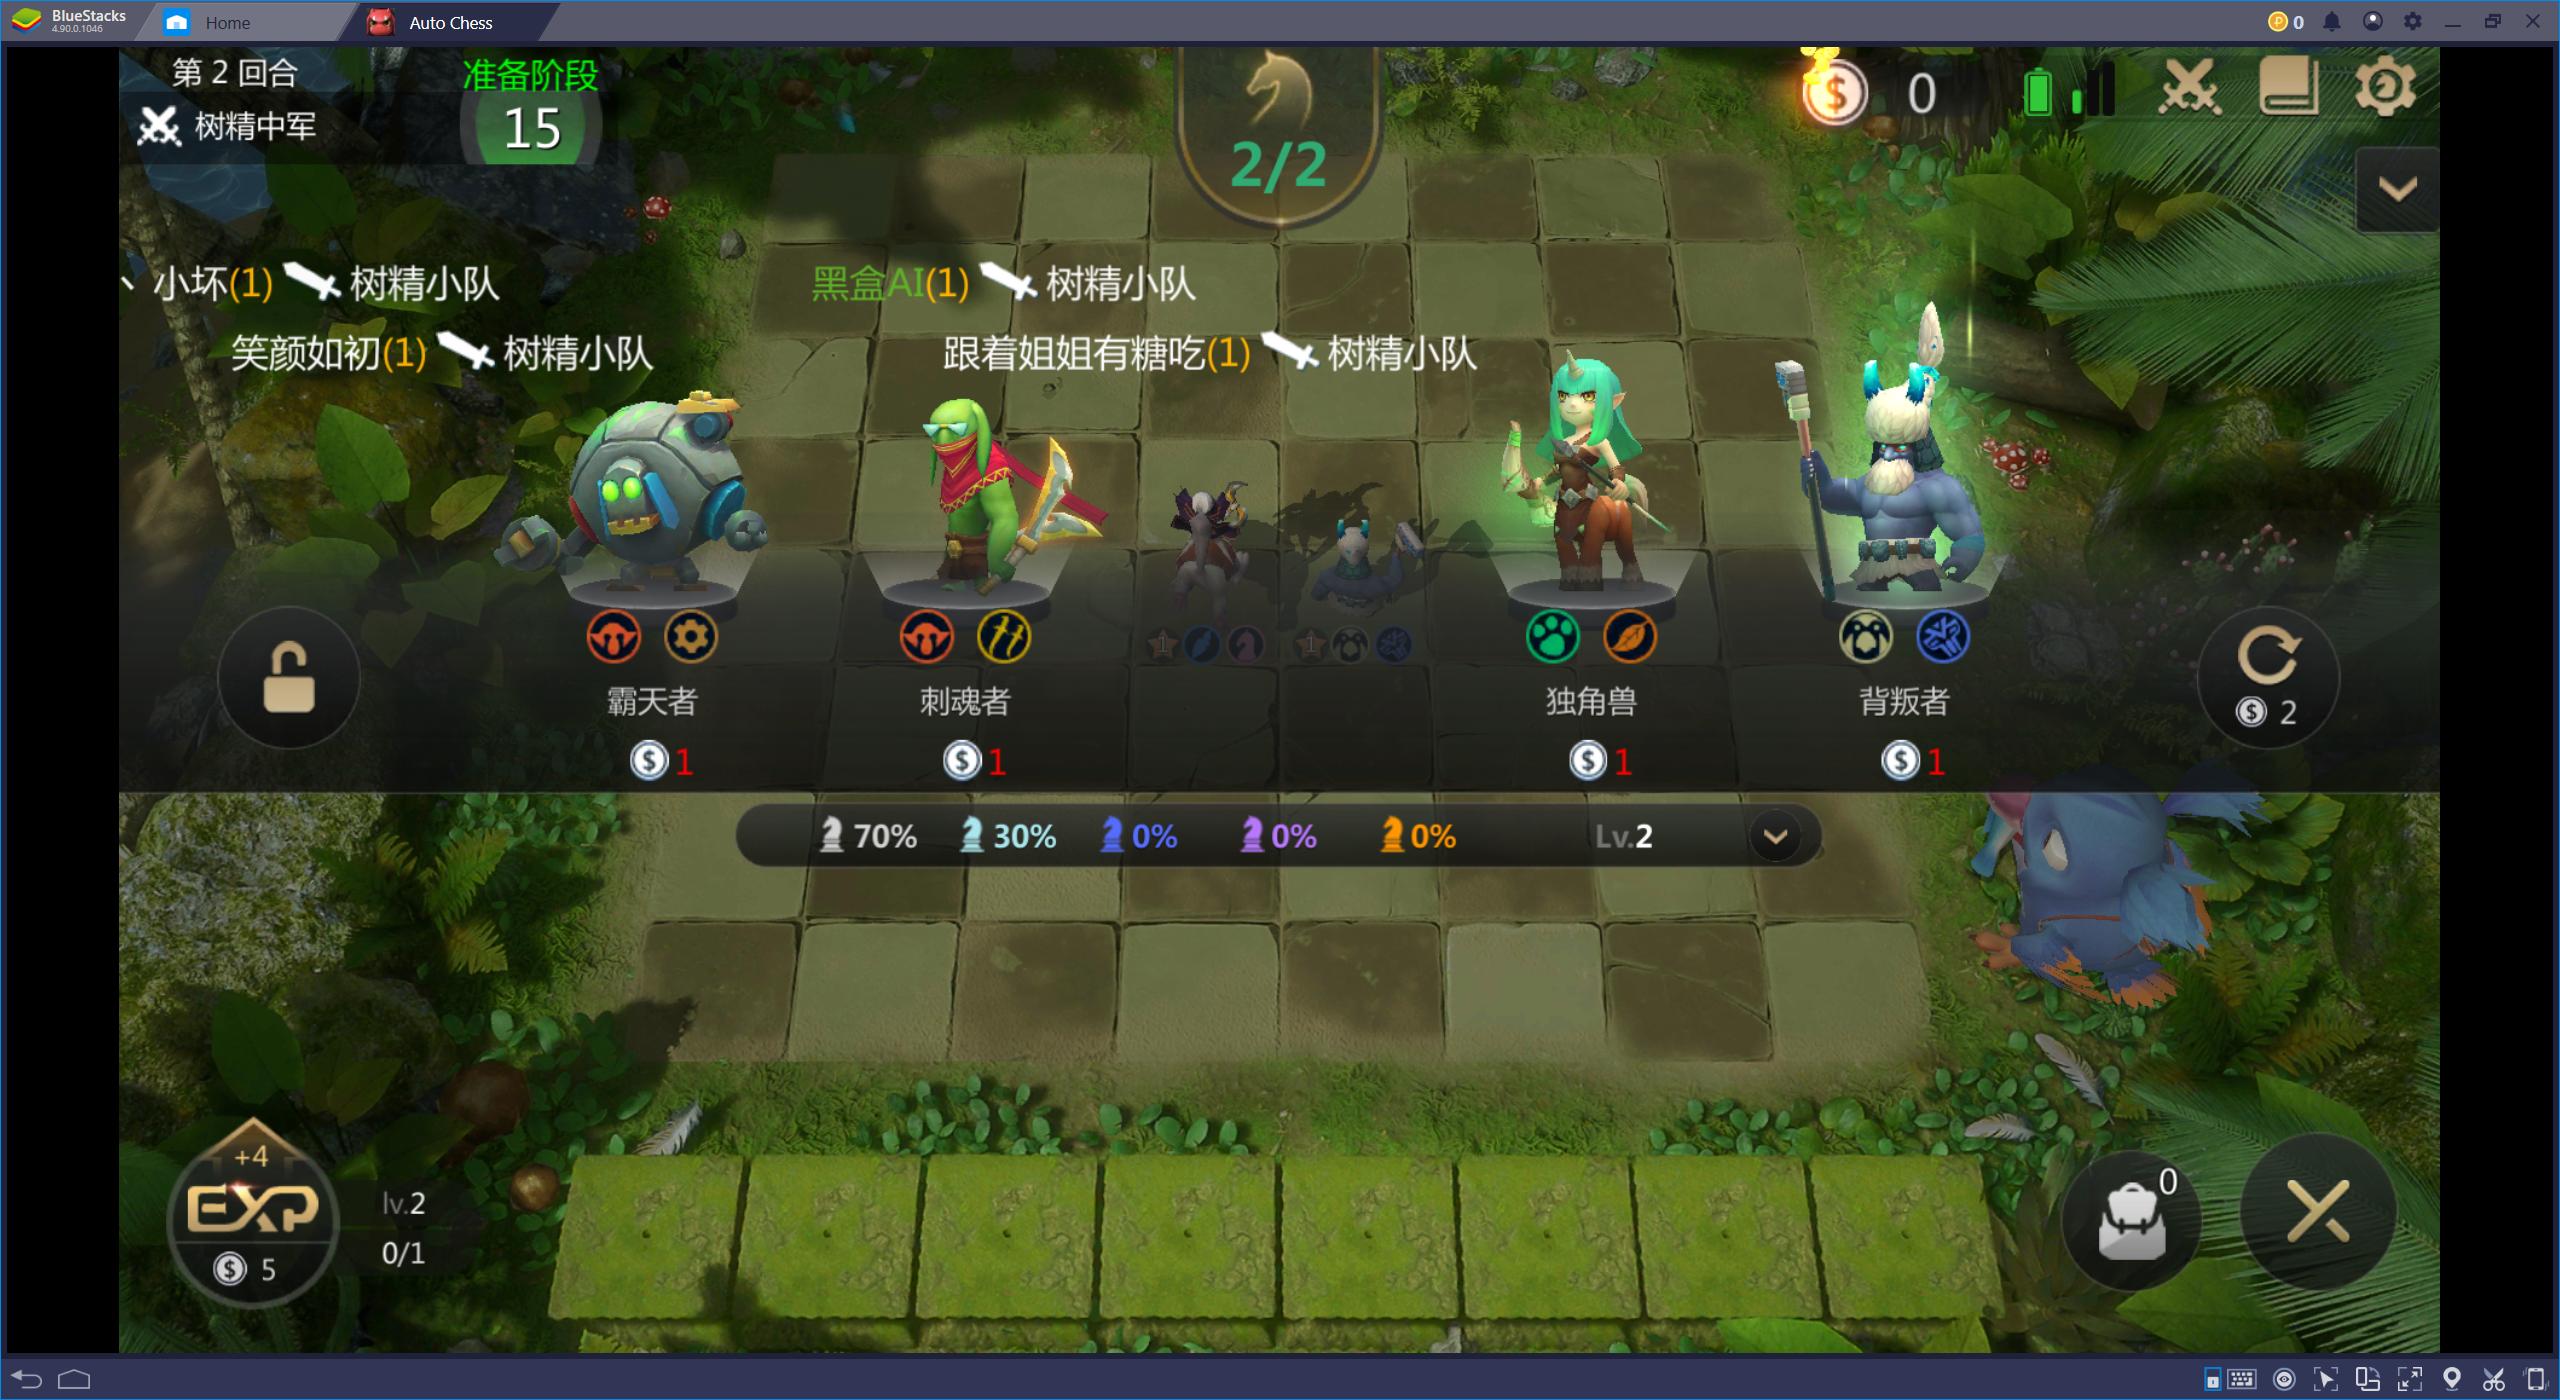 BlueStacks
4.90.0.1046
Home
Auto Chess
0
第 2 回合
准备阶段
树精中军
15
2/2
0
丶小坏(1) 树精小队
黑盒AI(1) 树精小队
笑颜如初(1) 树精小队
跟着姐姐有糖吃(1) 树精小队
1
1
霸天者
刺魂者
独角兽
背叛者
2
1
1
1
1
70% 30% 0% 0% 0% Lv.2
+4
EXP
5
lv.2
0/1
0